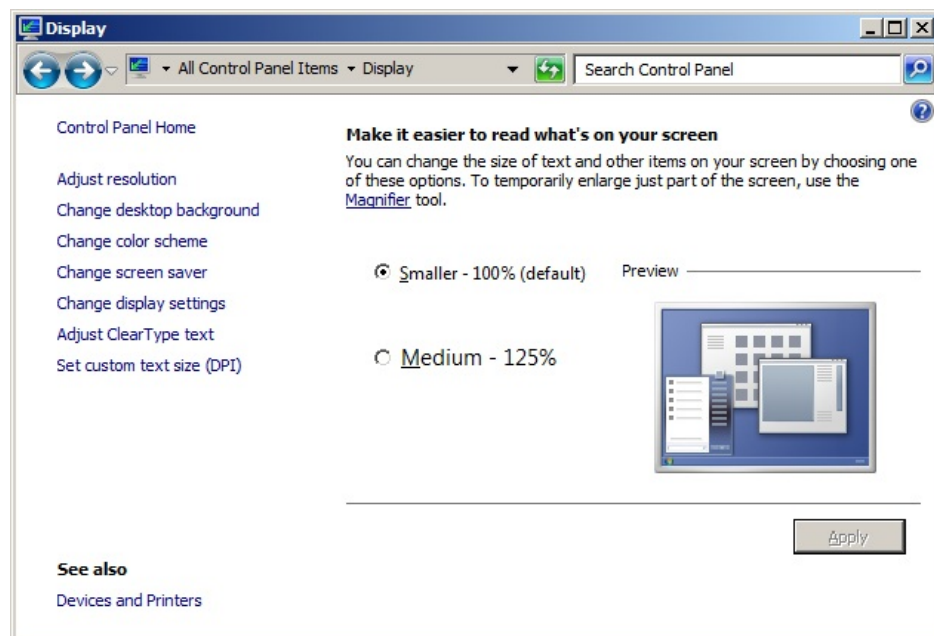 Display
All Control Panel Items Display
Search Control Panel
Control Panel Home
Adjust resolution
Change desktop background
Change color scheme
Change screen saver
Change display settings
Adjust ClearType text
Set custom text size (DPI)
See also
Devices and Printers
Make it easier to read what's on your screen
You can change the size of text and other items on your screen by choosing one
of these options. To temporarily enlarge just part of the screen, use the
Magnifier tool.
Smaller - 100% (default)
Preview
Medium - 125%
Apply